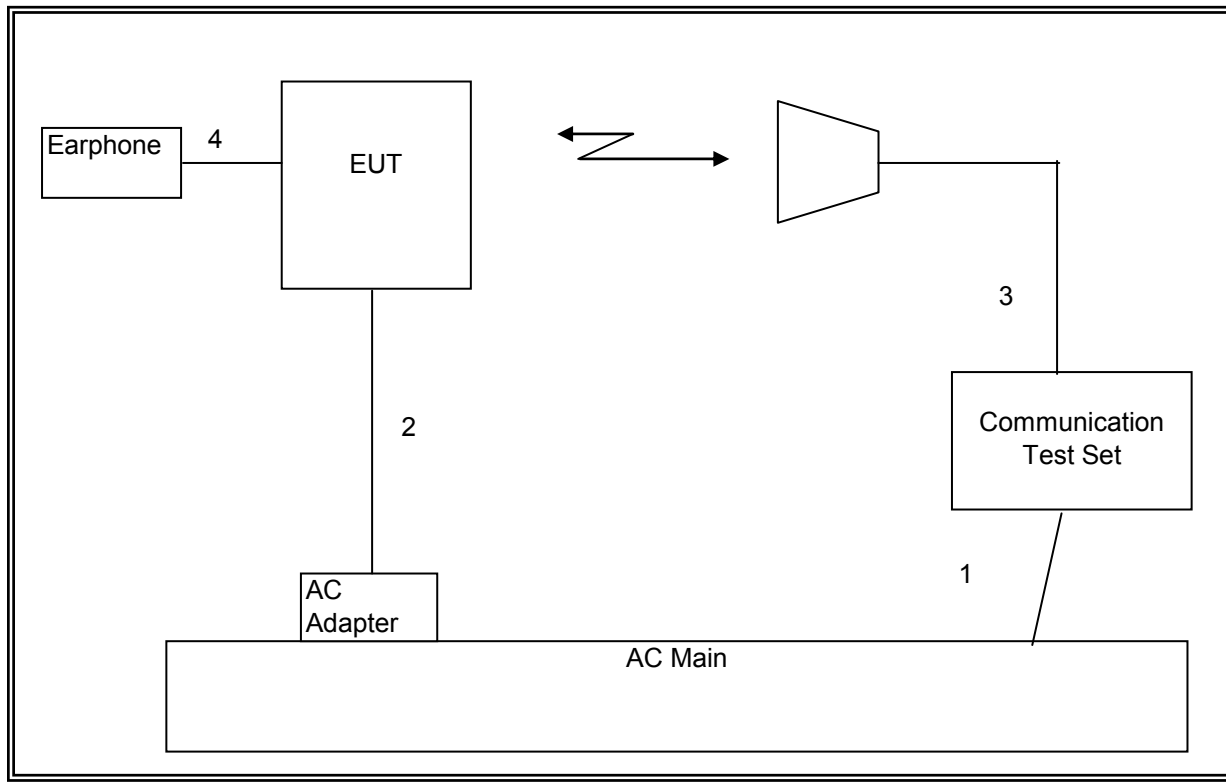 Earphone
4
EUT
3
2
Communication
Test Set
1
AC
Adapter
AC Main